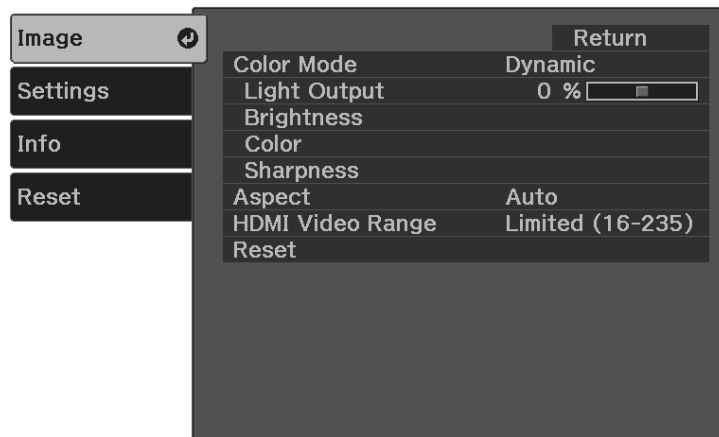 Image
Settings
Info
Reset
Return
Color Mode Dynamic
Light Output 0 %
Brightness
Color
Sharpness
Aspect Auto
HDMI Video Range Limited (16-235)
Reset